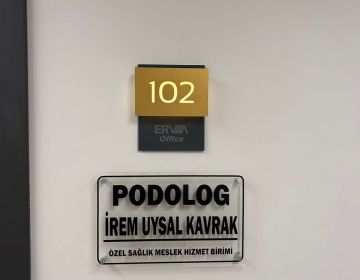 102
ERVA
Office
PODOLOG
İREM UYSAL KAVRAK
ÖZEL SAĞLIK MESLEK HİZMET BİRİMİ